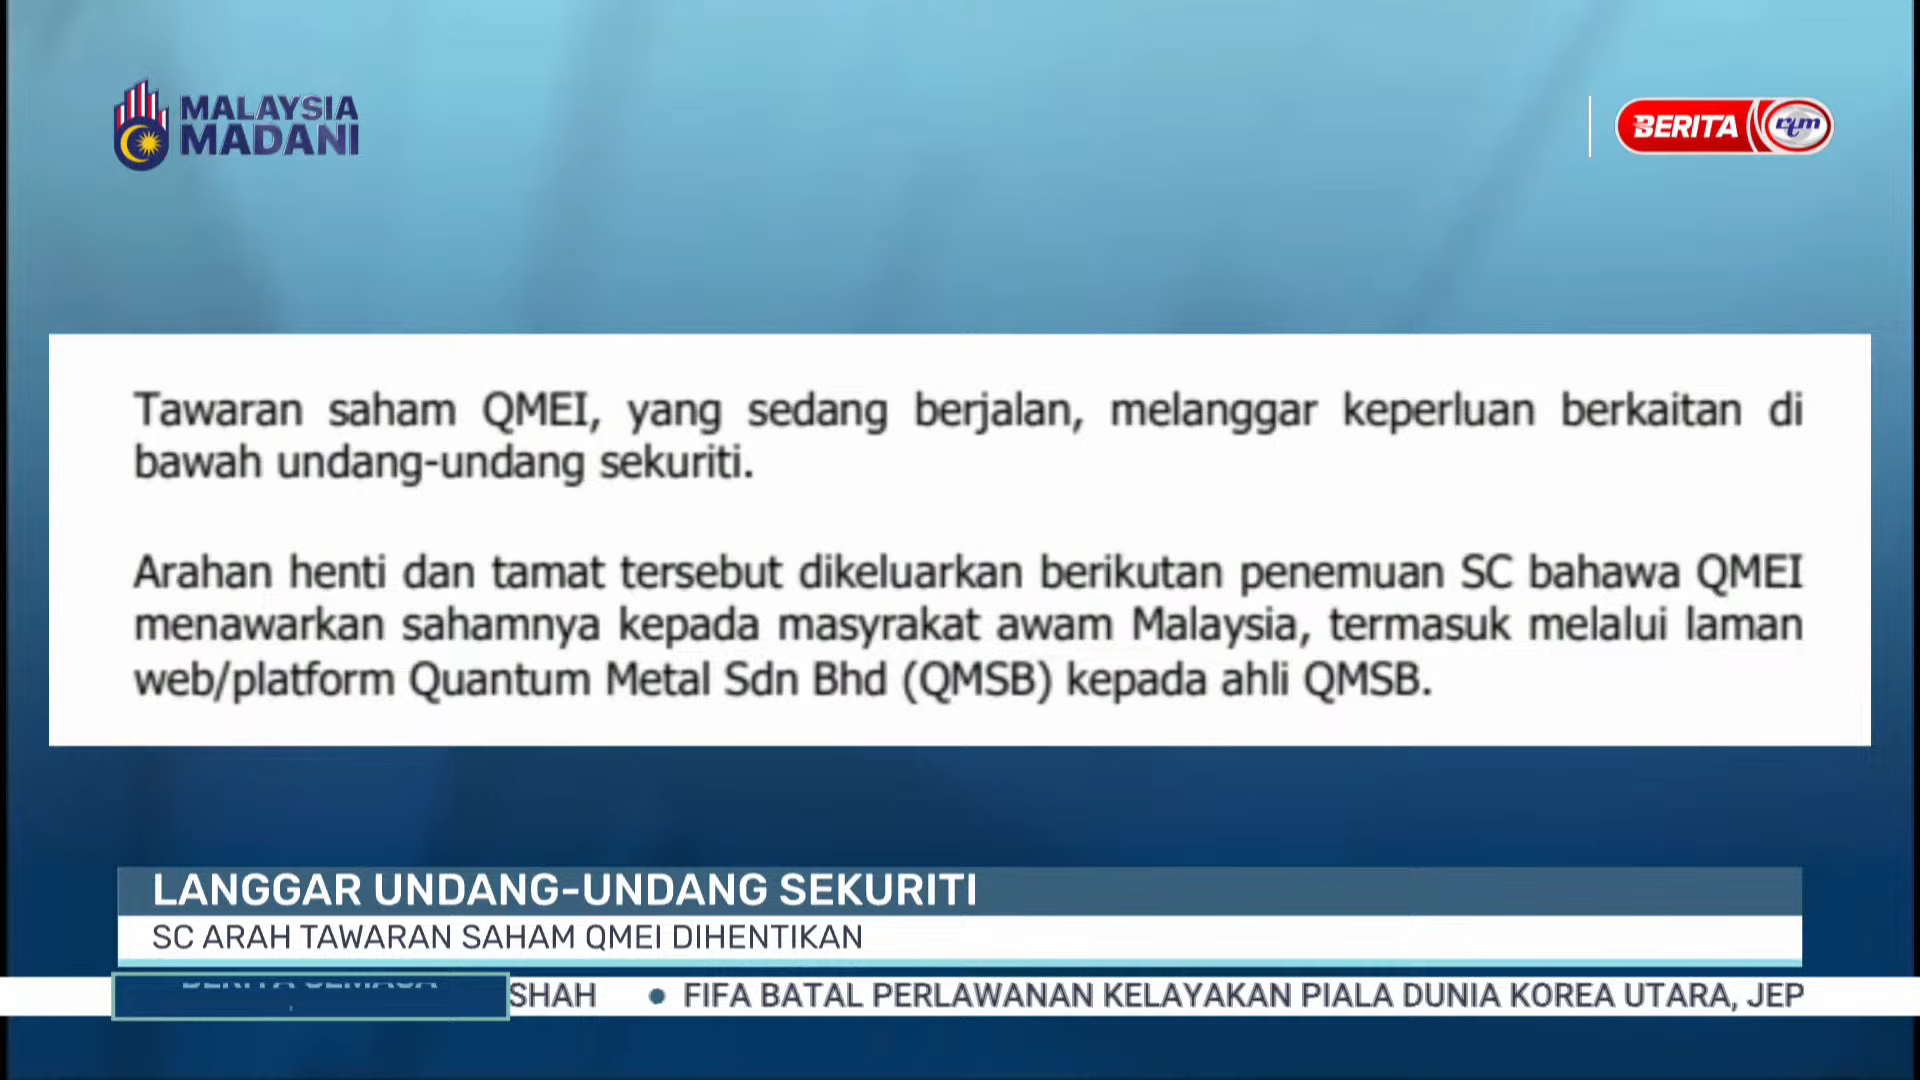 MALAYSIA
MADANI
BERITA rtm
Tawaran saham QMEI, yang sedang berjalan, melanggar keperluan berkaitan di
bawah undang-undang sekuriti.
Arahan henti dan tamat tersebut dikeluarkan berikutan penemuan SC bahawa QMEI
menawarkan sahamnya kepada masyrakat awam Malaysia, termasuk melalui laman
web/platform Quantum Metal Sdn Bhd (QMSB) kepada ahli QMSB.
LANGGAR UNDANG-UNDANG SEKURITI
SC ARAH TAWARAN SAHAM QMEI DIHENTIKAN
SHAH • FIFA BATAL PERLAWANAN KELAYAKAN PIALA DUNIA KOREA UTARA, JEP